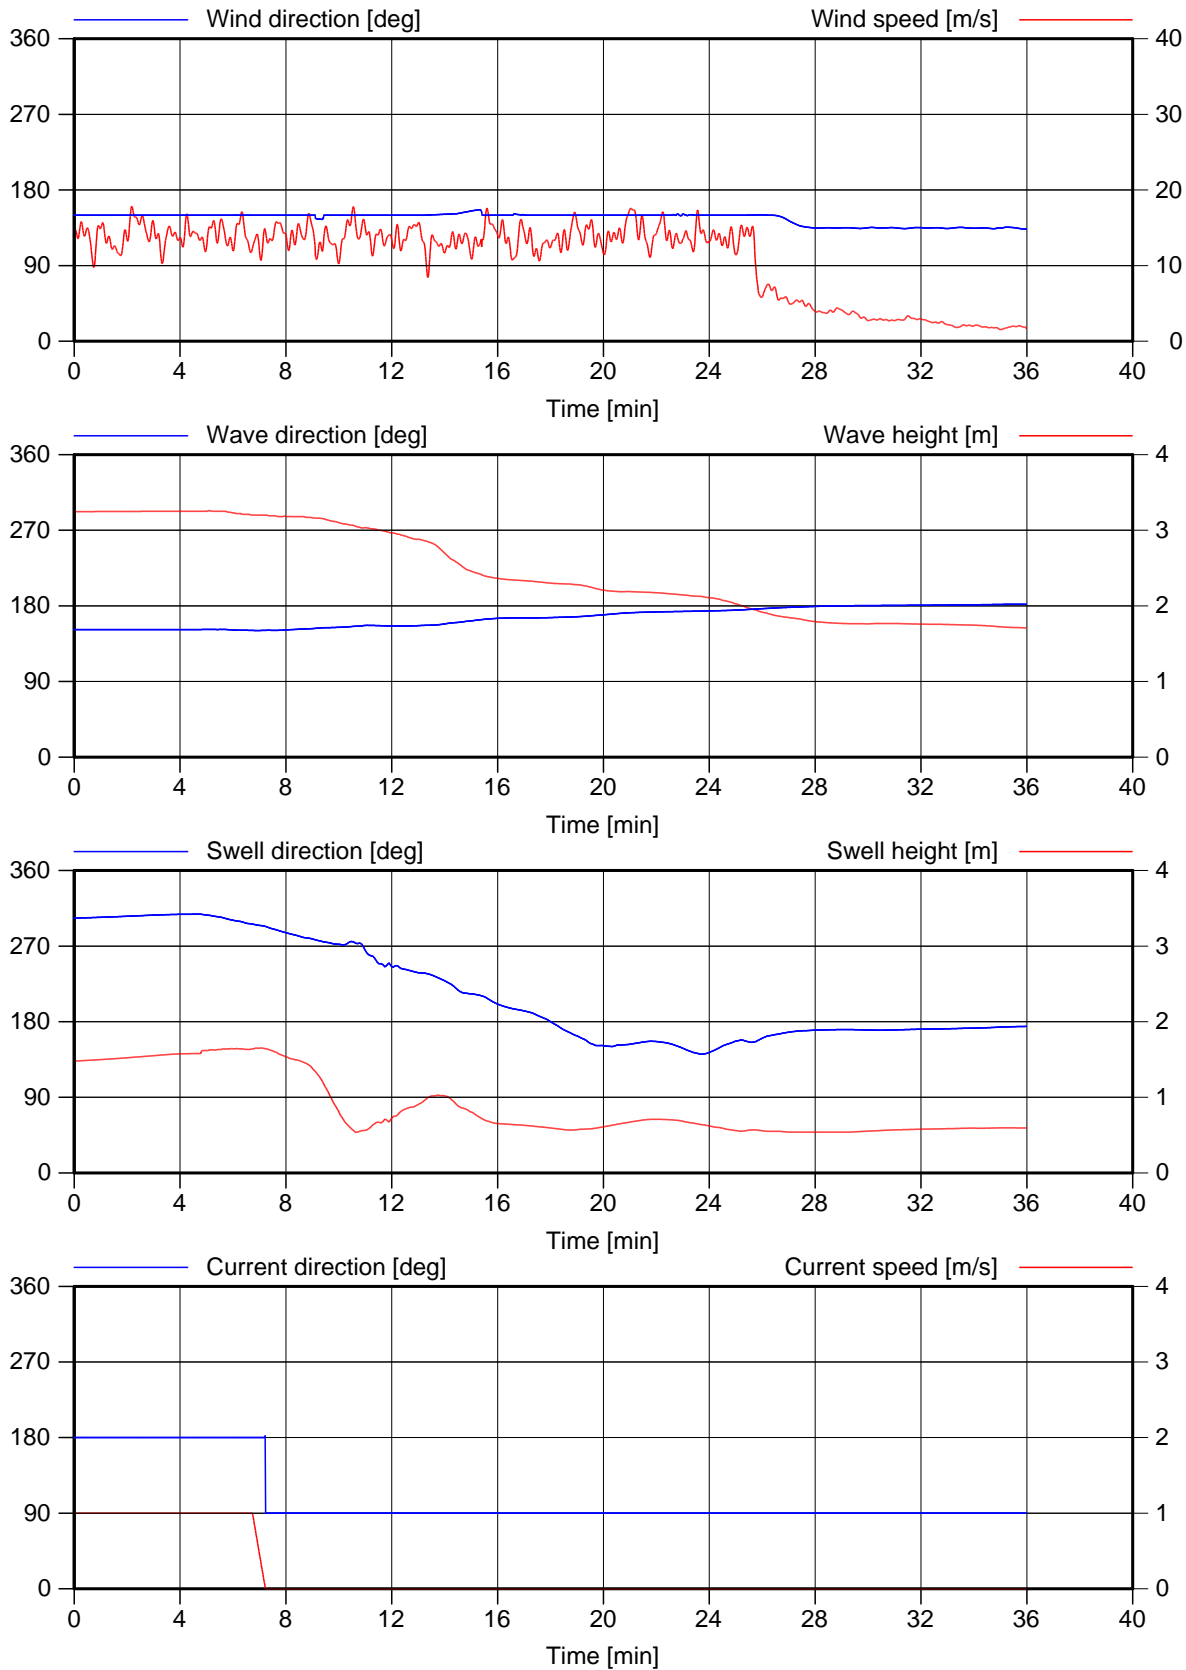 Wind direction [deg] Wind speed [m/s]
360 40
270 30
180 20
90 10
0 0
0 4 8 12 16 20 24 28 32 36 40
Time [min]
Wave direction [deg] Wave height [m]
360 4
270 3
180 2
90 1
0 0
0 4 8 12 16 20 24 28 32 36 40
Time [min]
Swell direction [deg] Swell height [m]
360 4
270 3
180 2
90 1
0 0
0 4 8 12 16 20 24 28 32 36 40
Time [min]
Current direction [deg] Current speed [m/s]
360 4
270 3
180 2
90 1
0 0
0 4 8 12 16 20 24 28 32 36 40
Time [min]